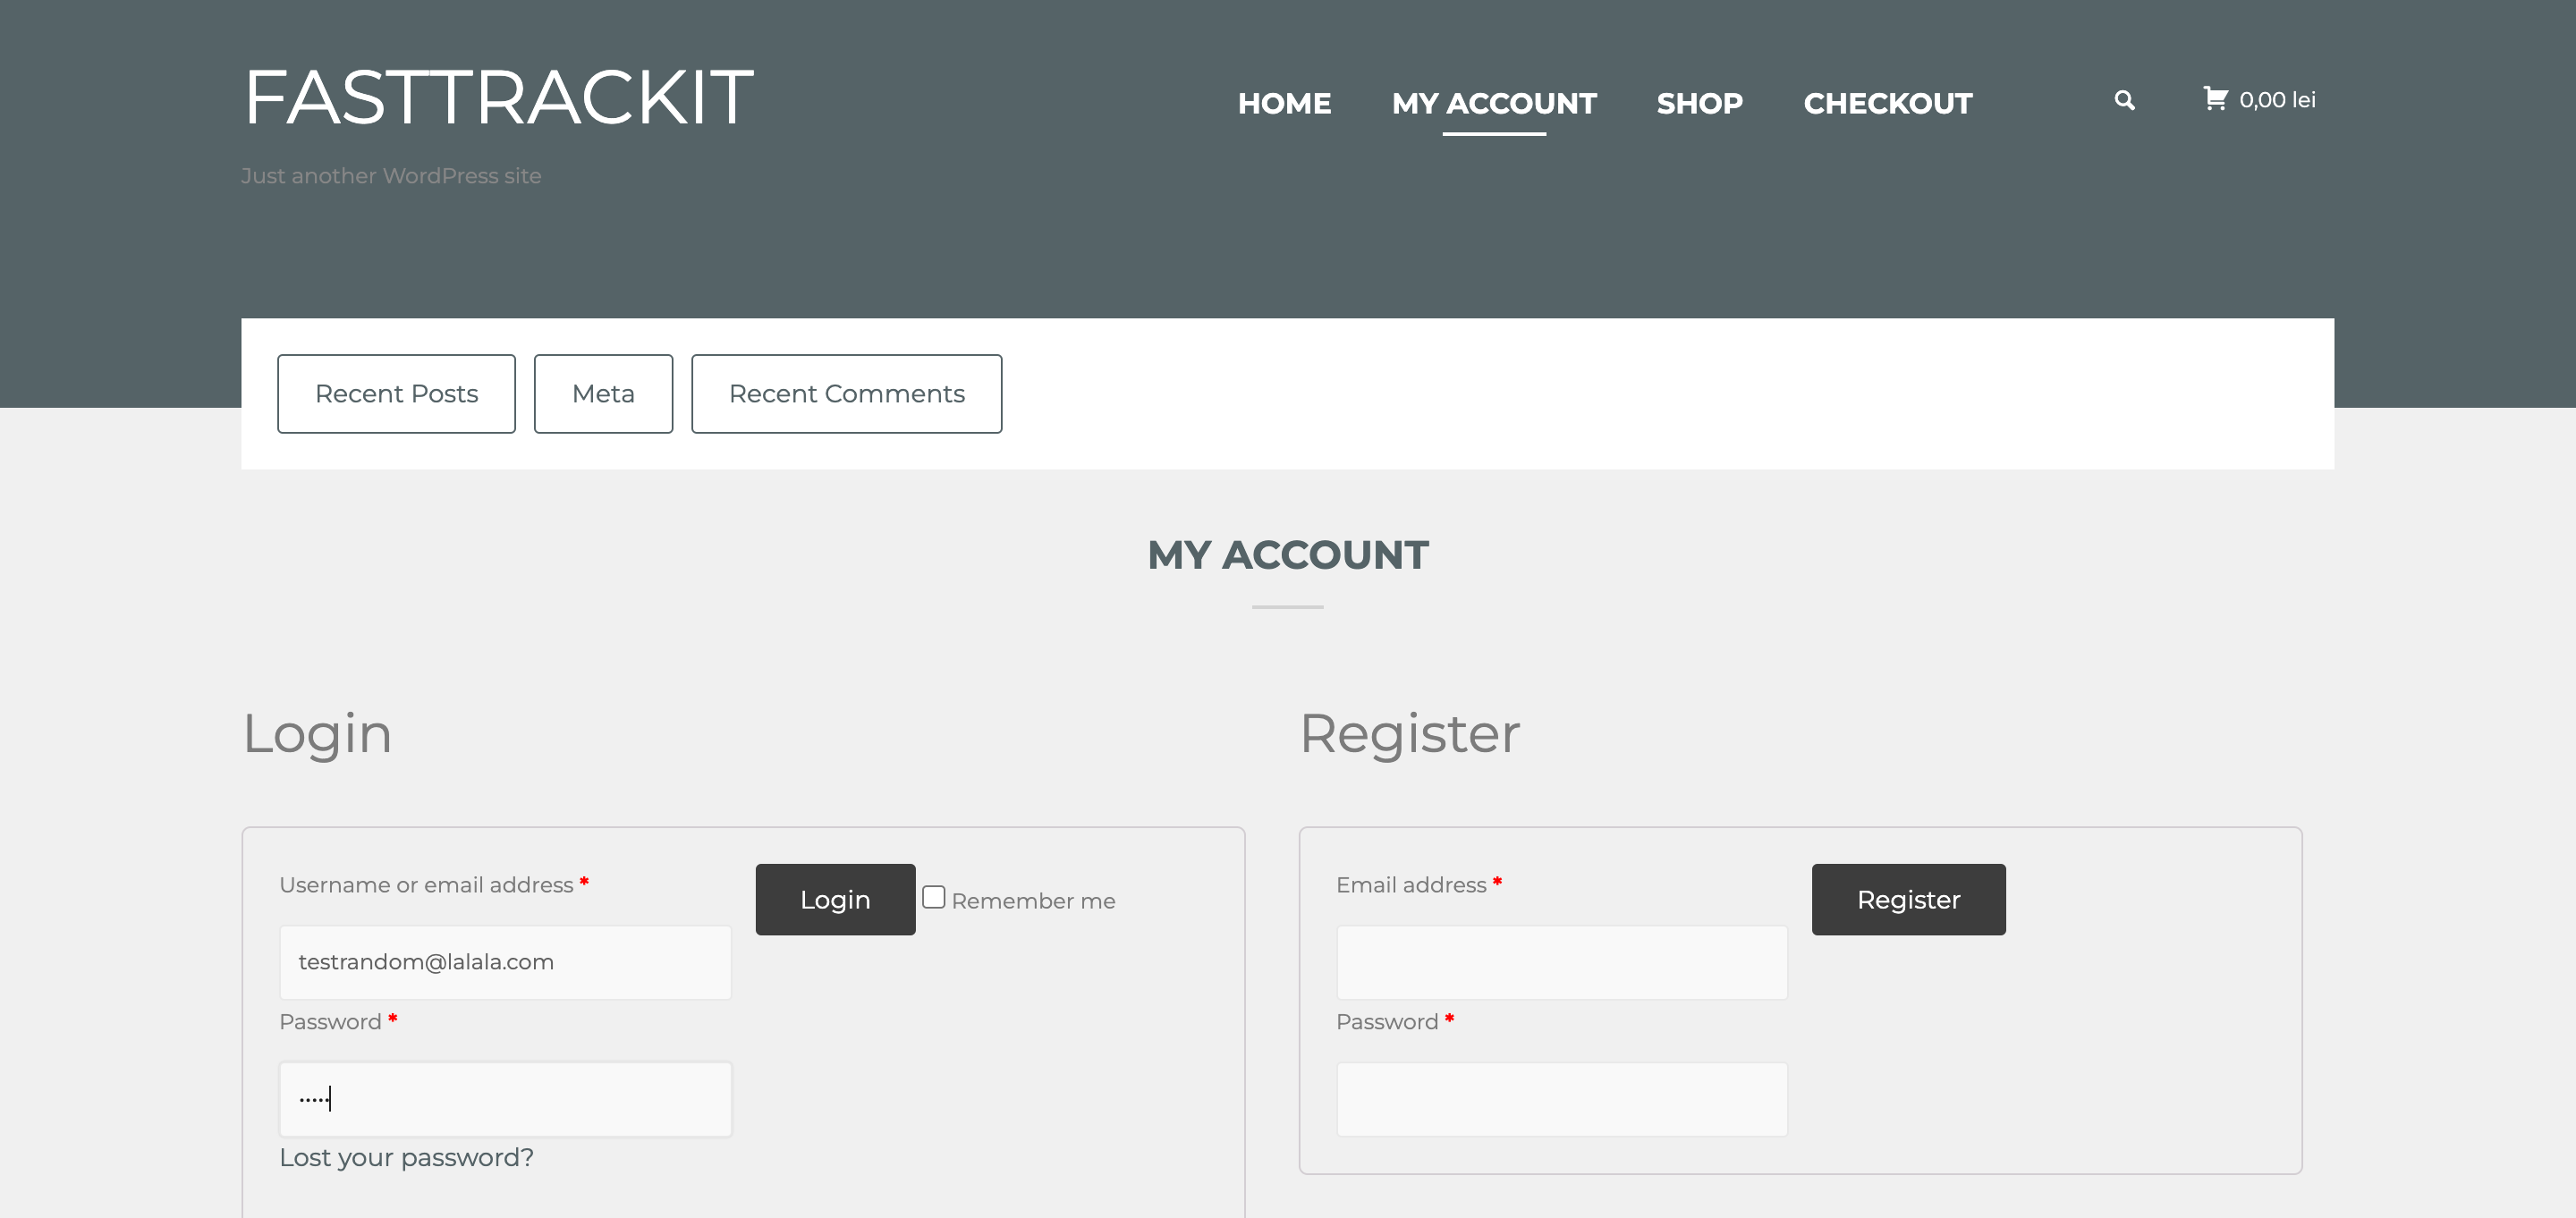 FASTTRACKIT
HOME MY ACCOUNT SHOP CHECKOUT 0,00 lei
Just another WordPress site
Recent Posts Meta Recent Comments
MY ACCOUNT
Login
Username or email address *
Login Remember me
testrandom@lalala.com
Password *
•••••
Lost your password?
Register
Email address *
Register
Password *